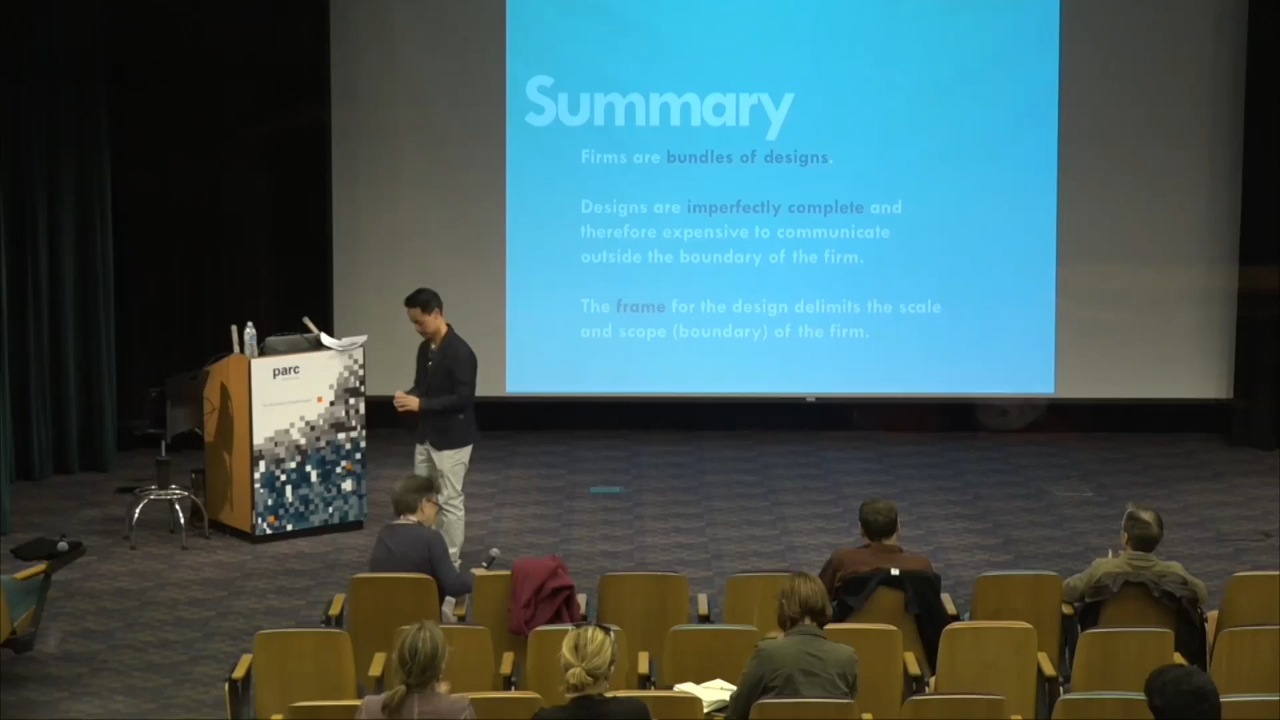 Summary
Firms are bundles of designs.
Designs are imperfectly complete and
therefore expensive to communicate
outside the boundary of the firm.
The frame for the design delimits the scale
and scope (boundary) of the firm.
parc